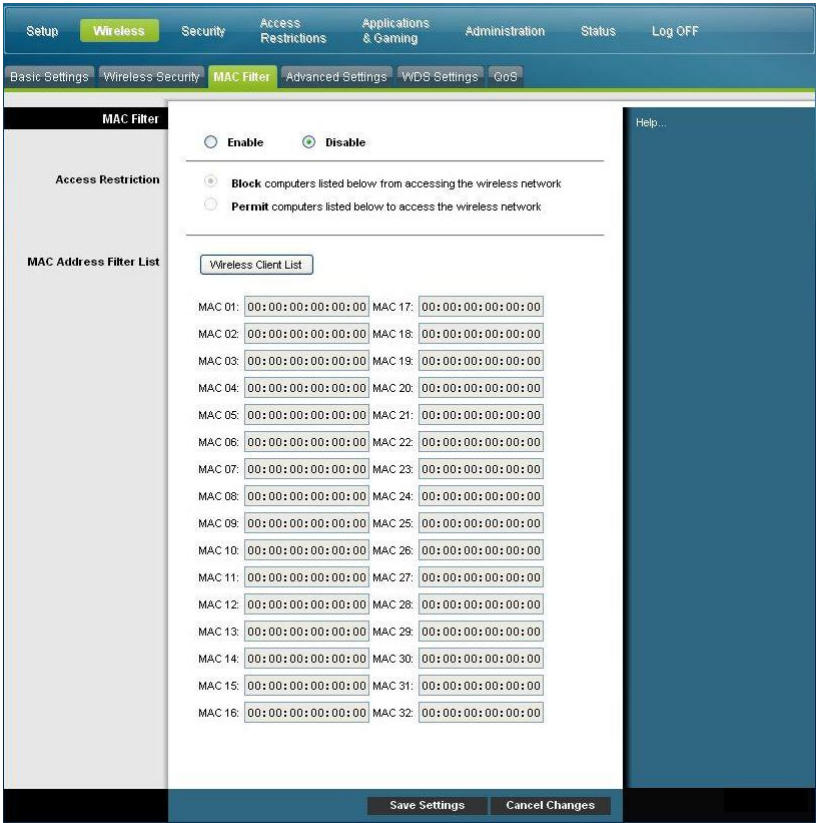 Setup Wireless Security Access Restrictions Applications & Gaming Administration Status Log OFF
Basic Settings Wireless Security MAC Filter Advanced Settings WDS Settings QoS
MAC Filter
Help...
Enable Disable
Access Restriction
Block computers listed below from accessing the wireless network
Permit computers listed below to access the wireless network
MAC Address Filter List
Wireless Client List
MAC 01: 00:00:00:00:00:00 MAC 17: 00:00:00:00:00:00
MAC 02: 00:00:00:00:00:00 MAC 18: 00:00:00:00:00:00
MAC 03: 00:00:00:00:00:00 MAC 19: 00:00:00:00:00:00
MAC 04: 00:00:00:00:00:00 MAC 20: 00:00:00:00:00:00
MAC 05: 00:00:00:00:00:00 MAC 21: 00:00:00:00:00:00
MAC 06: 00:00:00:00:00:00 MAC 22: 00:00:00:00:00:00
MAC 07: 00:00:00:00:00:00 MAC 23: 00:00:00:00:00:00
MAC 08: 00:00:00:00:00:00 MAC 24: 00:00:00:00:00:00
MAC 09: 00:00:00:00:00:00 MAC 25: 00:00:00:00:00:00
MAC 10: 00:00:00:00:00:00 MAC 26: 00:00:00:00:00:00
MAC 11: 00:00:00:00:00:00 MAC 27: 00:00:00:00:00:00
MAC 12: 00:00:00:00:00:00 MAC 28: 00:00:00:00:00:00
MAC 13: 00:00:00:00:00:00 MAC 29: 00:00:00:00:00:00
MAC 14: 00:00:00:00:00:00 MAC 30: 00:00:00:00:00:00
MAC 15: 00:00:00:00:00:00 MAC 31: 00:00:00:00:00:00
MAC 16: 00:00:00:00:00:00 MAC 32: 00:00:00:00:00:00
Save Settings Cancel Changes